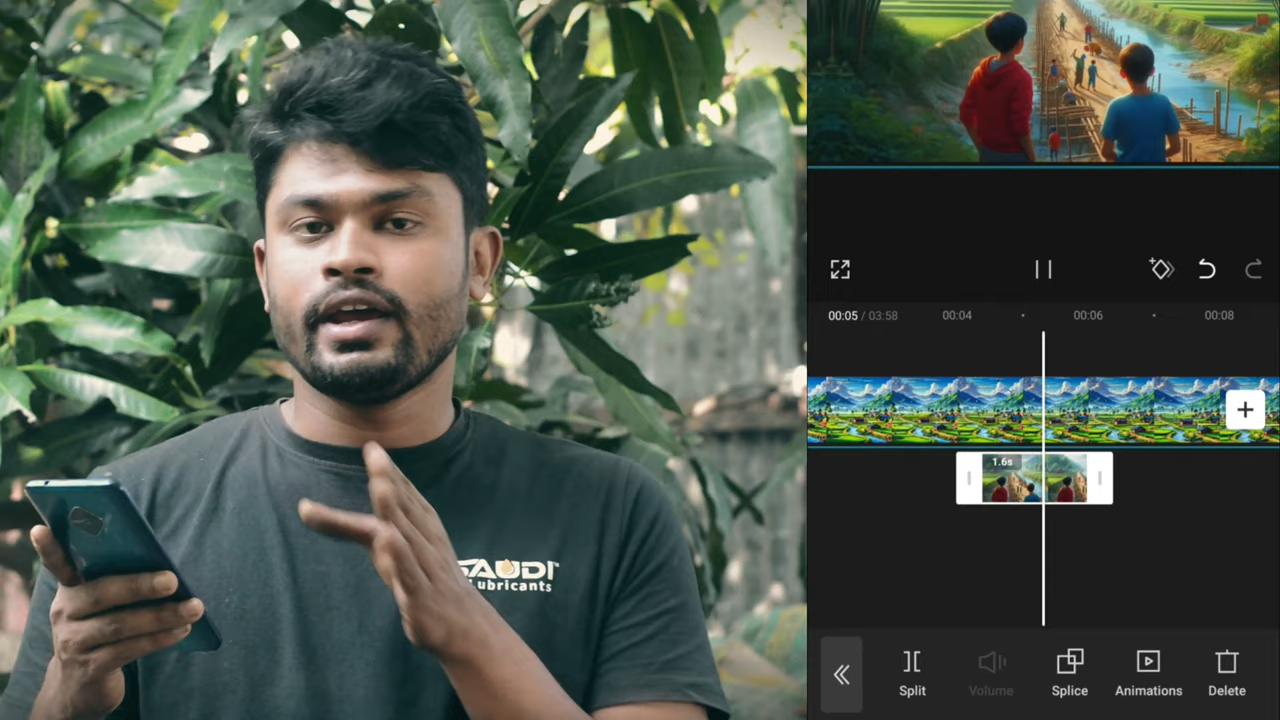 SAUDI
Lubricants
00:05 / 03:58
00:04
00:06
00:08
1.6s
Split
Volume
Splice
Animations
Delete